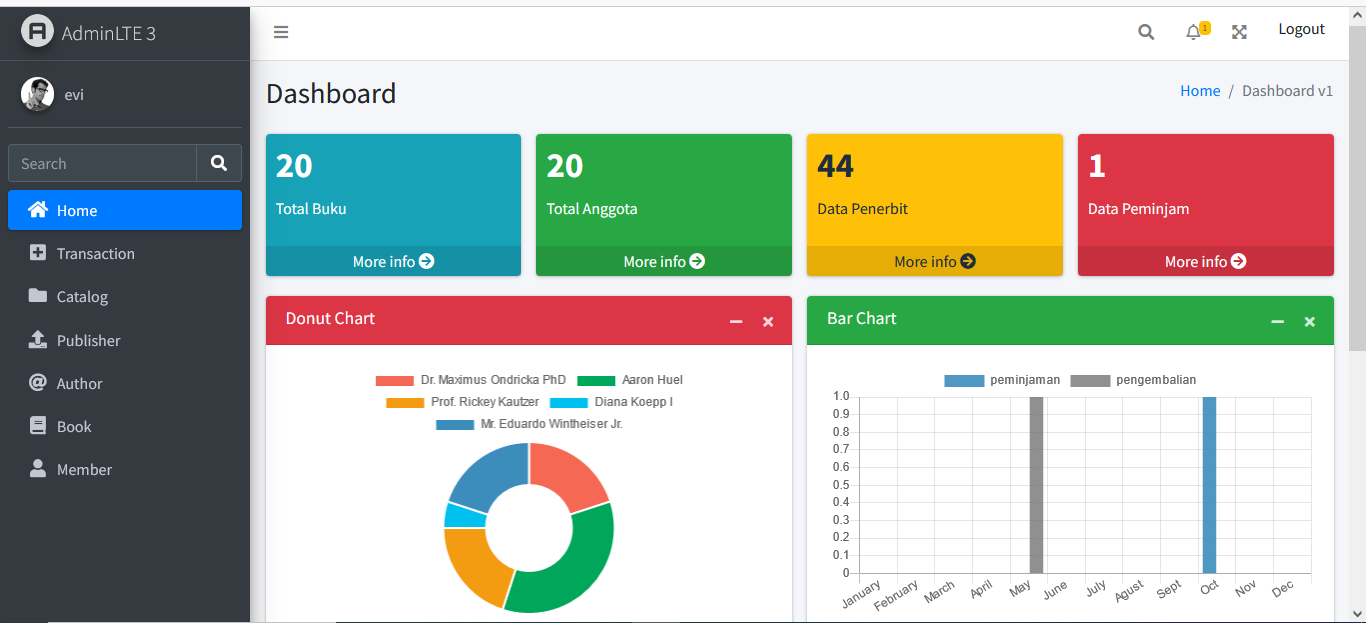 AdminLTE 3
evi
Search
Home
Transaction
Catalog
Publisher
Author
Book
Member
1
Logout
Dashboard
Home / Dashboard v1
20
Total Buku
More info
20
Total Anggota
More info
44
Data Penerbit
More info
1
Data Peminjam
More info
Donut Chart
Dr. Maximus Ondricka PhD Aaron Huel
Prof. Rickey Kautzer Diana Koepp I
Mr. Eduardo Wintheiser Jr.
Bar Chart
peminjaman pengembalian
1.0
0.9
0.8
0.7
0.6
0.5
0.4
0.3
0.2
0.1
0
January February March April May June July Agust Sept Oct Nov Dec